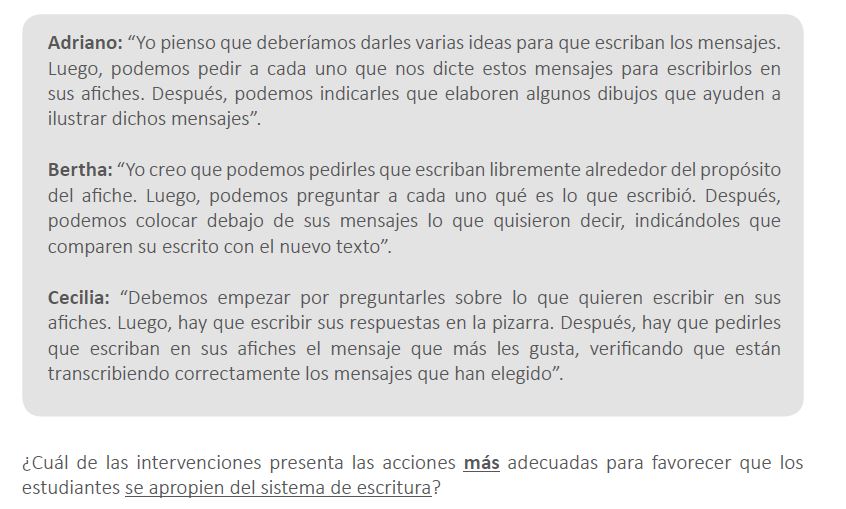 Adriano: “Yo pienso que deberíamos darles varias ideas para que escriban los mensajes.
Luego, podemos pedir a cada uno que nos dicte estos mensajes para escribirlos en
sus afiches. Después, podemos indicarles que elaboren algunos dibujos que ayuden a
ilustrar dichos mensajes”.
Bertha: “Yo creo que podemos pedirles que escriban libremente alrededor del propósito
del afiche. Luego, podemos preguntar a cada uno qué es lo que escribió. Después,
podemos colocar debajo de sus mensajes lo que quisieron decir, indicándoles que
comparen su escrito con el nuevo texto”.
Cecilia: “Debemos empezar por preguntarles sobre lo que quieren escribir en sus
afiches. Luego, hay que escribir sus respuestas en la pizarra. Después, hay que pedirles
que escriban en sus afiches el mensaje que más les gusta, verificando que están
transcribiendo correctamente los mensajes que han elegido”.
¿Cuál de las intervenciones presenta las acciones más adecuadas para favorecer que los
estudiantes se apropien del sistema de escritura?